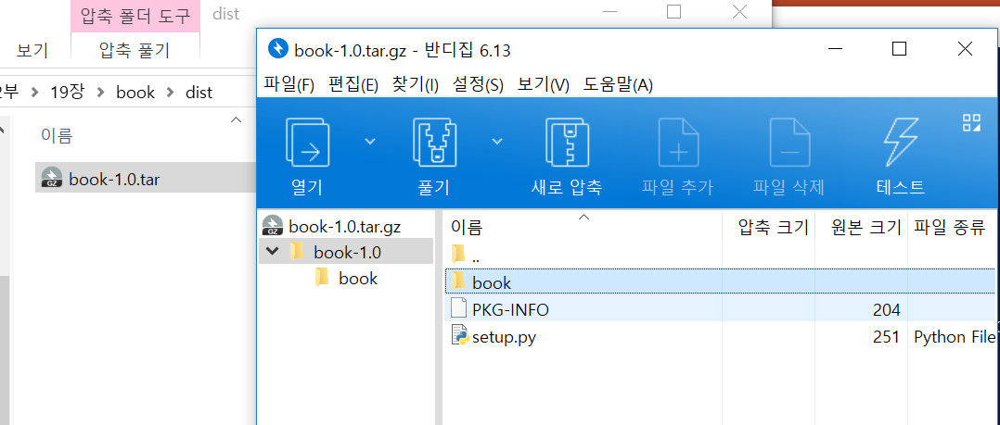 압축 폴더 도구
dist
보기
압축 풀기
2부 > 19장 > book > dist
이름
book-1.0.tar
book-1.0.tar.gz - 반디집 6.13
파일(F) 편집(E) 찾기(I) 설정(S) 보기(V) 도움말(A)
열기 풀기 새로 압축 파일 추가 파일 삭제 테스트
book-1.0.tar.gz
book-1.0
book
이름 압축 크기 원본 크기 파일 종류
..
book
PKG-INFO 204
setup.py 251 Python File
GZ
GZ